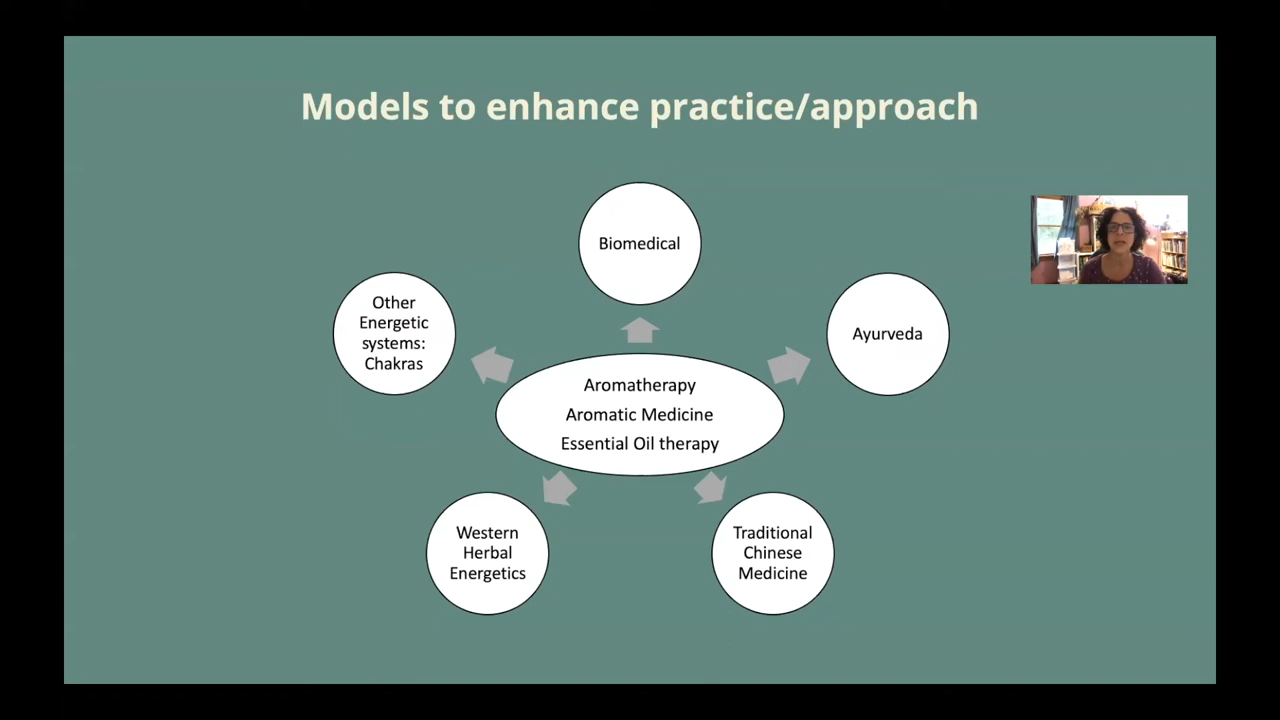 Models to enhance practice/approach
Biomedical
Other
Energetic
systems:
Chakras
Ayurveda
Aromatherapy
Aromatic Medicine
Essential Oil therapy
Western
Herbal
Energetics
Traditional
Chinese
Medicine